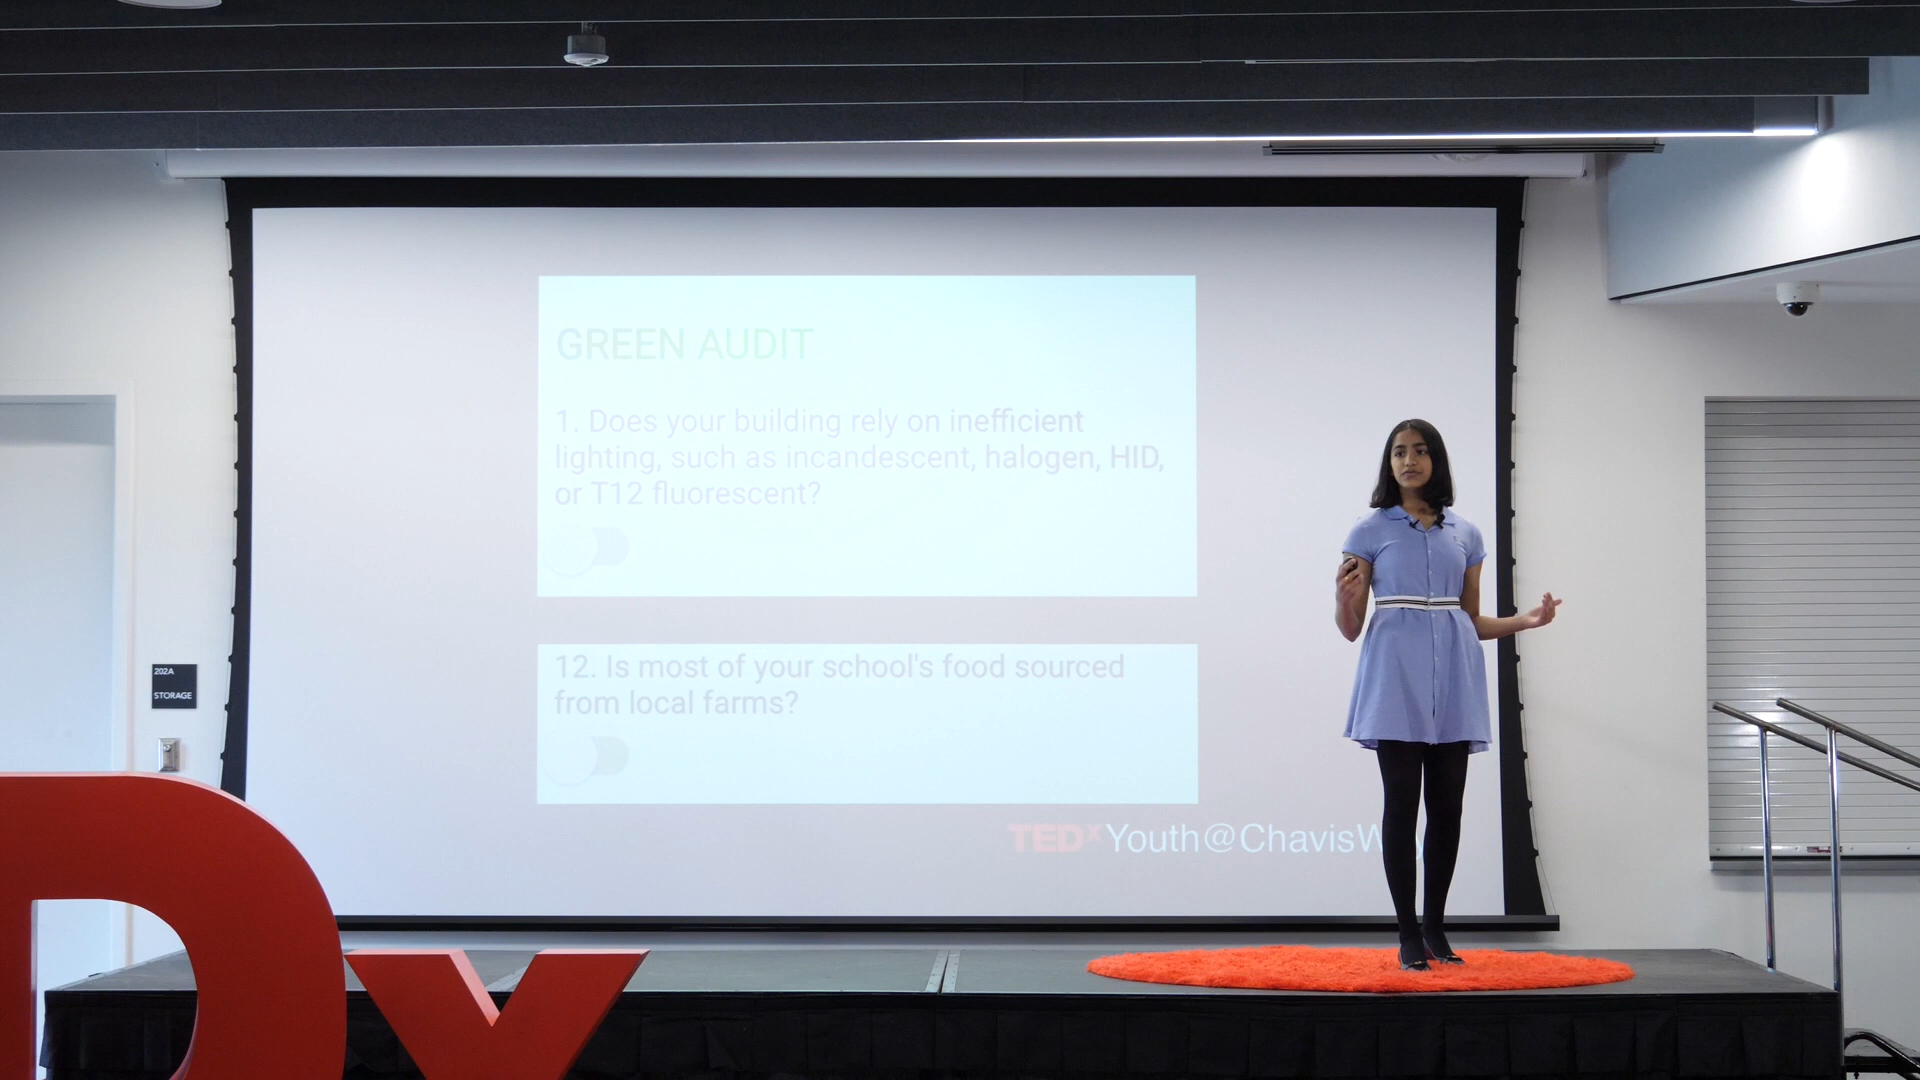 GREEN AUDIT
1. Does your building rely on inefficient
lighting, such as incandescent, halogen, HID,
or T12 fluorescent?
12. Is most of your school's food sourced
from local farms?
TEDxYouth@ChavisW
202A
STORAGE
Dx